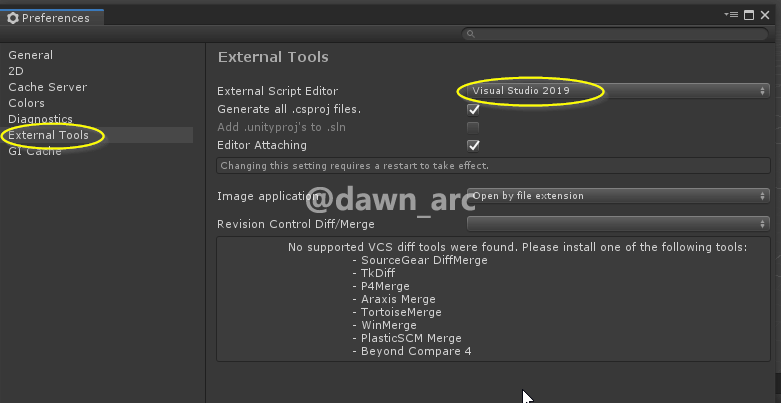 Preferences
General
2D
Cache Server
Colors
Diagnostics
External Tools
GI Cache
External Tools
External Script Editor
Visual Studio 2019
Generate all .csproj files.
Add .unityproj's to .sln
Editor Attaching
Changing this setting requires a restart to take effect.
Image application
Open by file extension
@dawn_arc
Revision Control Diff/Merge
No supported VCS diff tools were found. Please install one of the following tools:
- SourceGear DiffMerge
- TkDiff
- P4Merge
- Araxis Merge
- TortoiseMerge
- WinMerge
- PlasticSCM Merge
- Beyond Compare 4